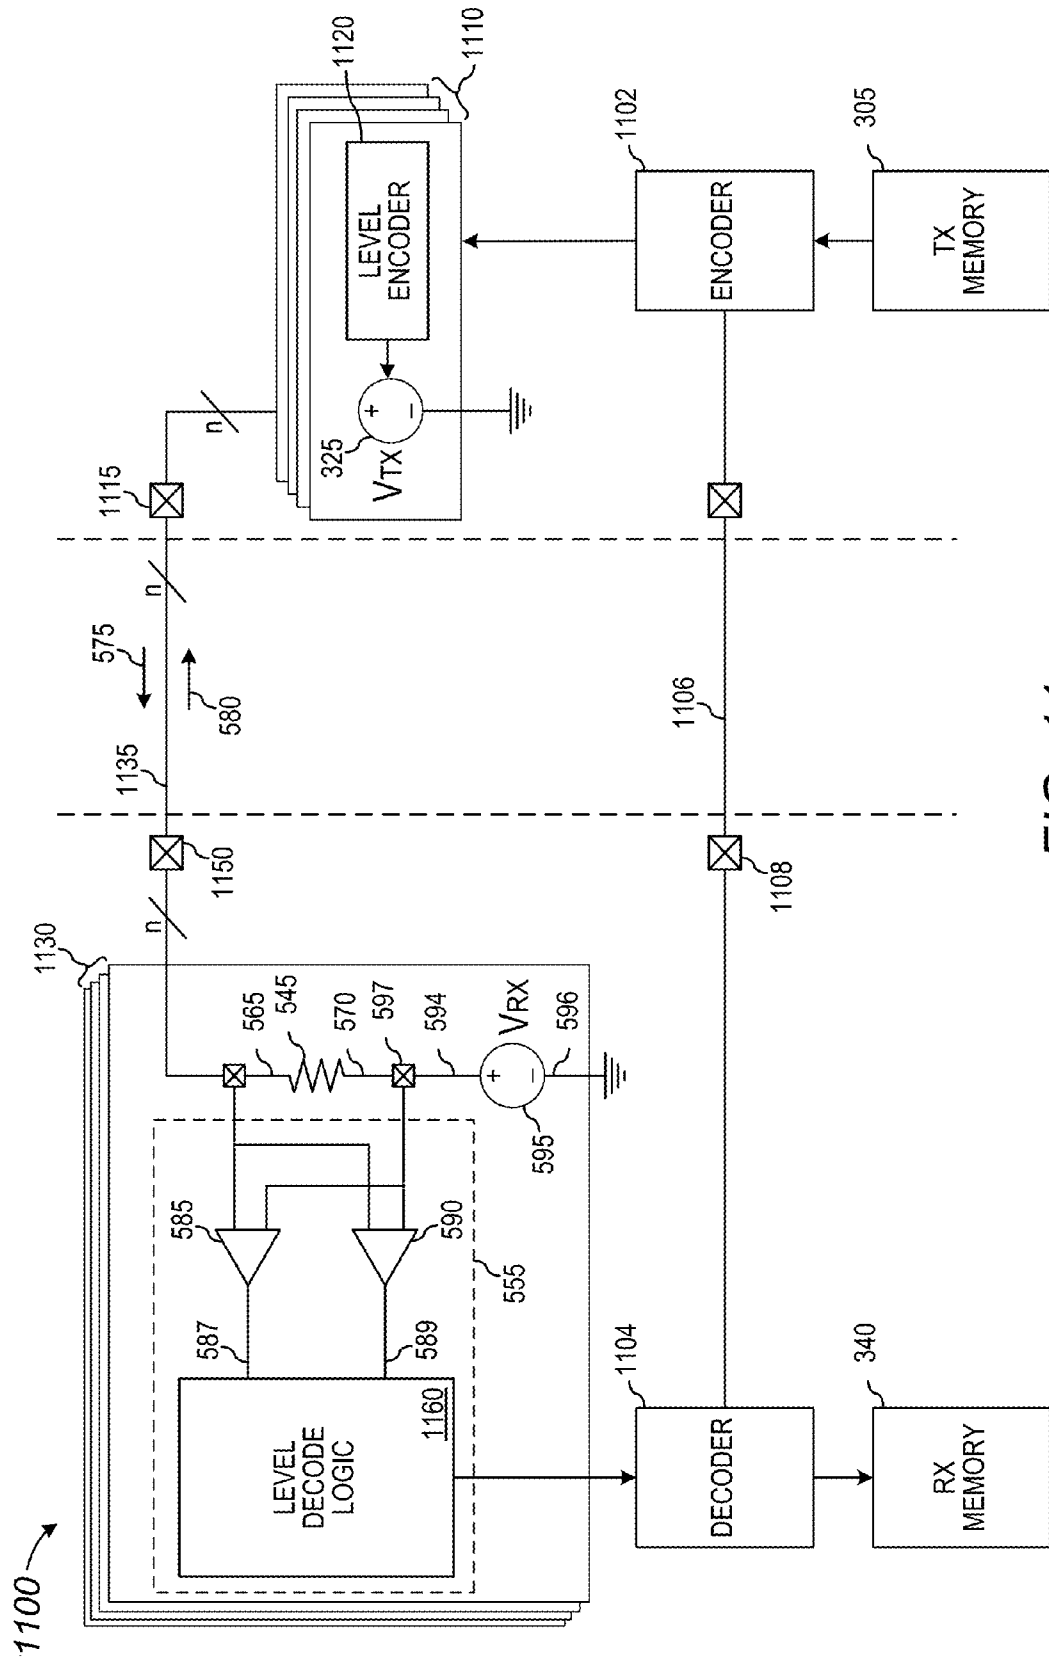 1100
1130
LEVEL
DECODE
LOGIC
1160
587
589
585
590
555
565
545
570
597
594
VRX
+
–
595
596
n
1150
1135
575
580
n
1115
n
1110
1120
LEVEL
ENCODER
+
–
325
VTX
1104
DECODER
340
RX
MEMORY
1108
1106
1102
ENCODER
305
TX
MEMORY